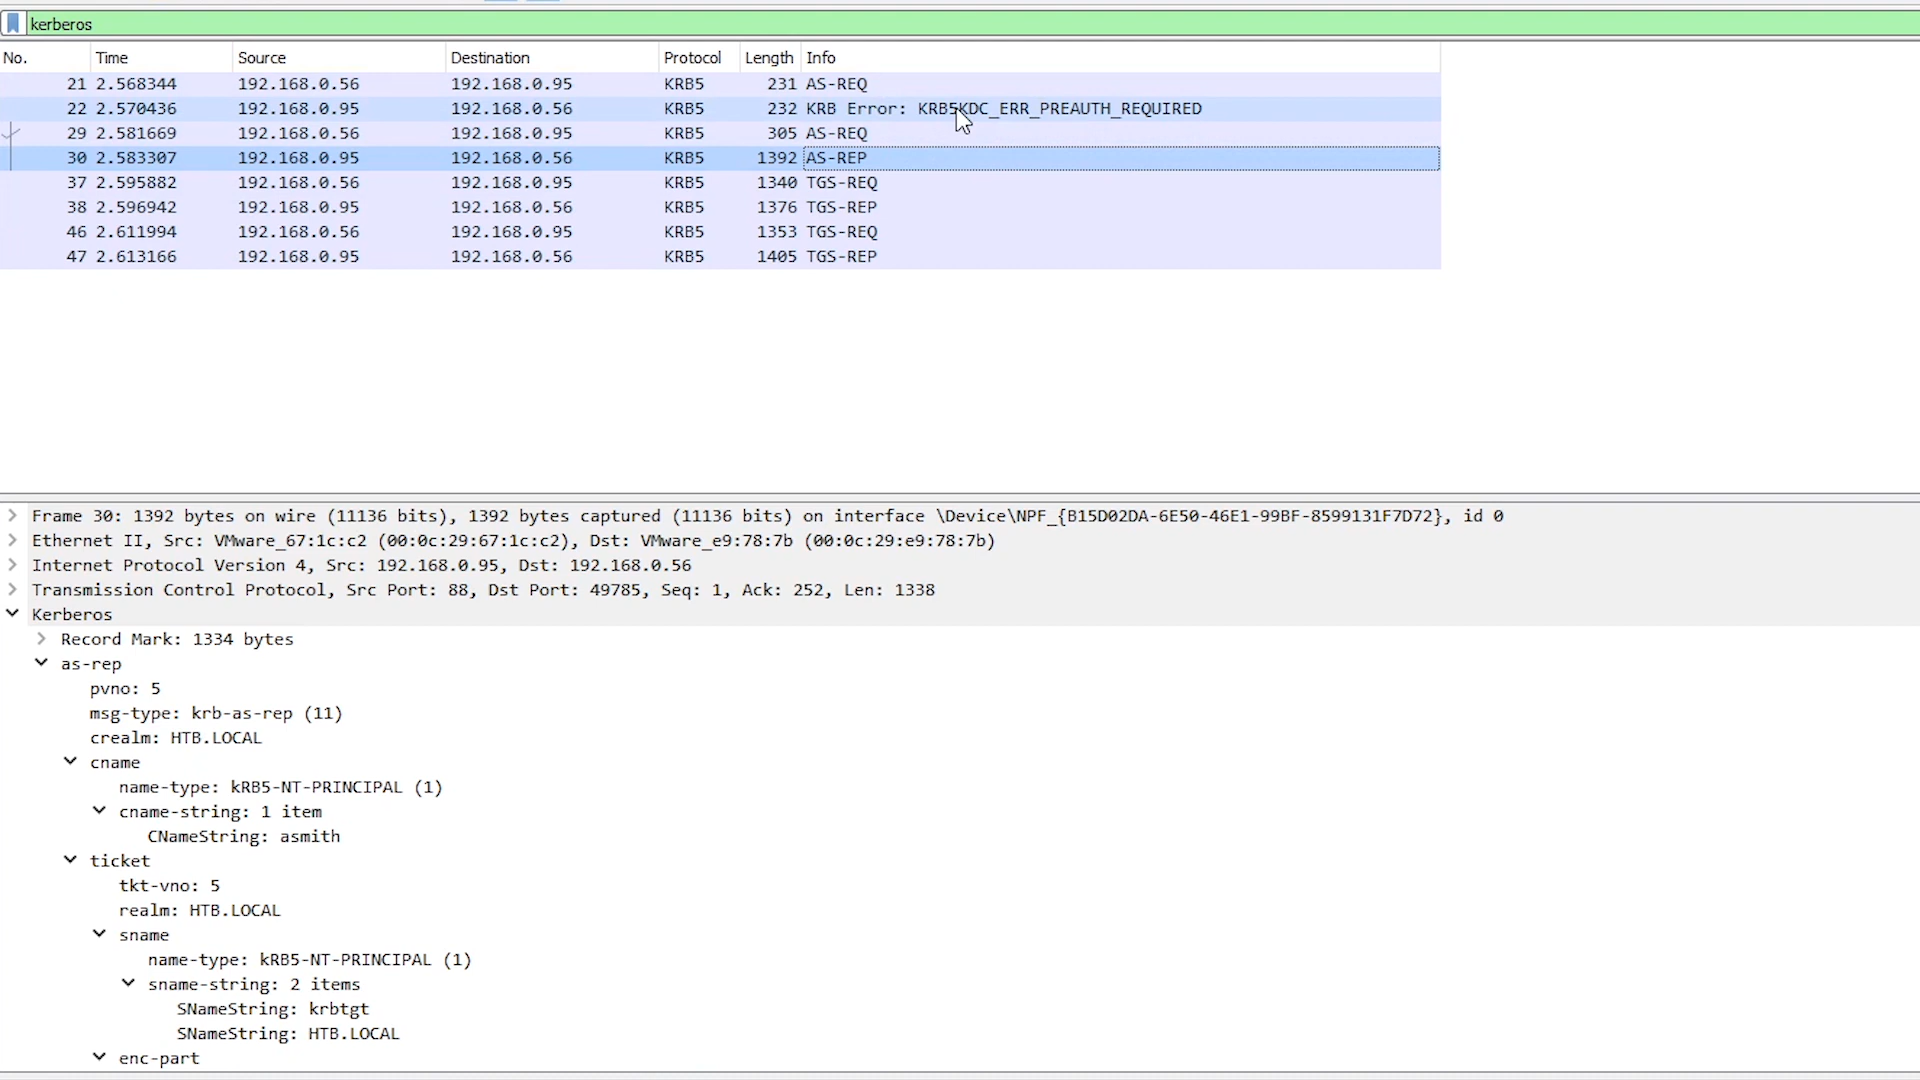 kerberos
No. Time Source Destination Protocol Length Info
21 2.568344 192.168.0.56 192.168.0.95 KRB5 231 AS-REQ
22 2.570436 192.168.0.95 192.168.0.56 KRB5 232 KRB Error: KRB5KDC_ERR_PREAUTH_REQUIRED
29 2.581669 192.168.0.56 192.168.0.95 KRB5 305 AS-REQ
30 2.583307 192.168.0.95 192.168.0.56 KRB5 1392 AS-REP
37 2.595882 192.168.0.56 192.168.0.95 KRB5 1340 TGS-REQ
38 2.596942 192.168.0.95 192.168.0.56 KRB5 1376 TGS-REP
46 2.611994 192.168.0.56 192.168.0.95 KRB5 1353 TGS-REQ
47 2.613166 192.168.0.95 192.168.0.56 KRB5 1405 TGS-REP
Frame 30: 1392 bytes on wire (11136 bits), 1392 bytes captured (11136 bits) on interface \Device\NPF_{B15D02DA-6E50-46E1-99BF-8599131F7D72}, id 0
Ethernet II, Src: VMware_67:1c:c2 (00:0c:29:67:1c:c2), Dst: VMware_e9:78:7b (00:0c:29:e9:78:7b)
Internet Protocol Version 4, Src: 192.168.0.95, Dst: 192.168.0.56
Transmission Control Protocol, Src Port: 88, Dst Port: 49785, Seq: 1, Ack: 252, Len: 1338
Kerberos
Record Mark: 1334 bytes
as-rep
pvno: 5
msg-type: krb-as-rep (11)
crealm: HTB.LOCAL
cname
name-type: kRB5-NT-PRINCIPAL (1)
cname-string: 1 item
CNameString: asmith
ticket
tkt-vno: 5
realm: HTB.LOCAL
sname
name-type: kRB5-NT-PRINCIPAL (1)
sname-string: 2 items
SNameString: krbtgt
SNameString: HTB.LOCAL
enc-part